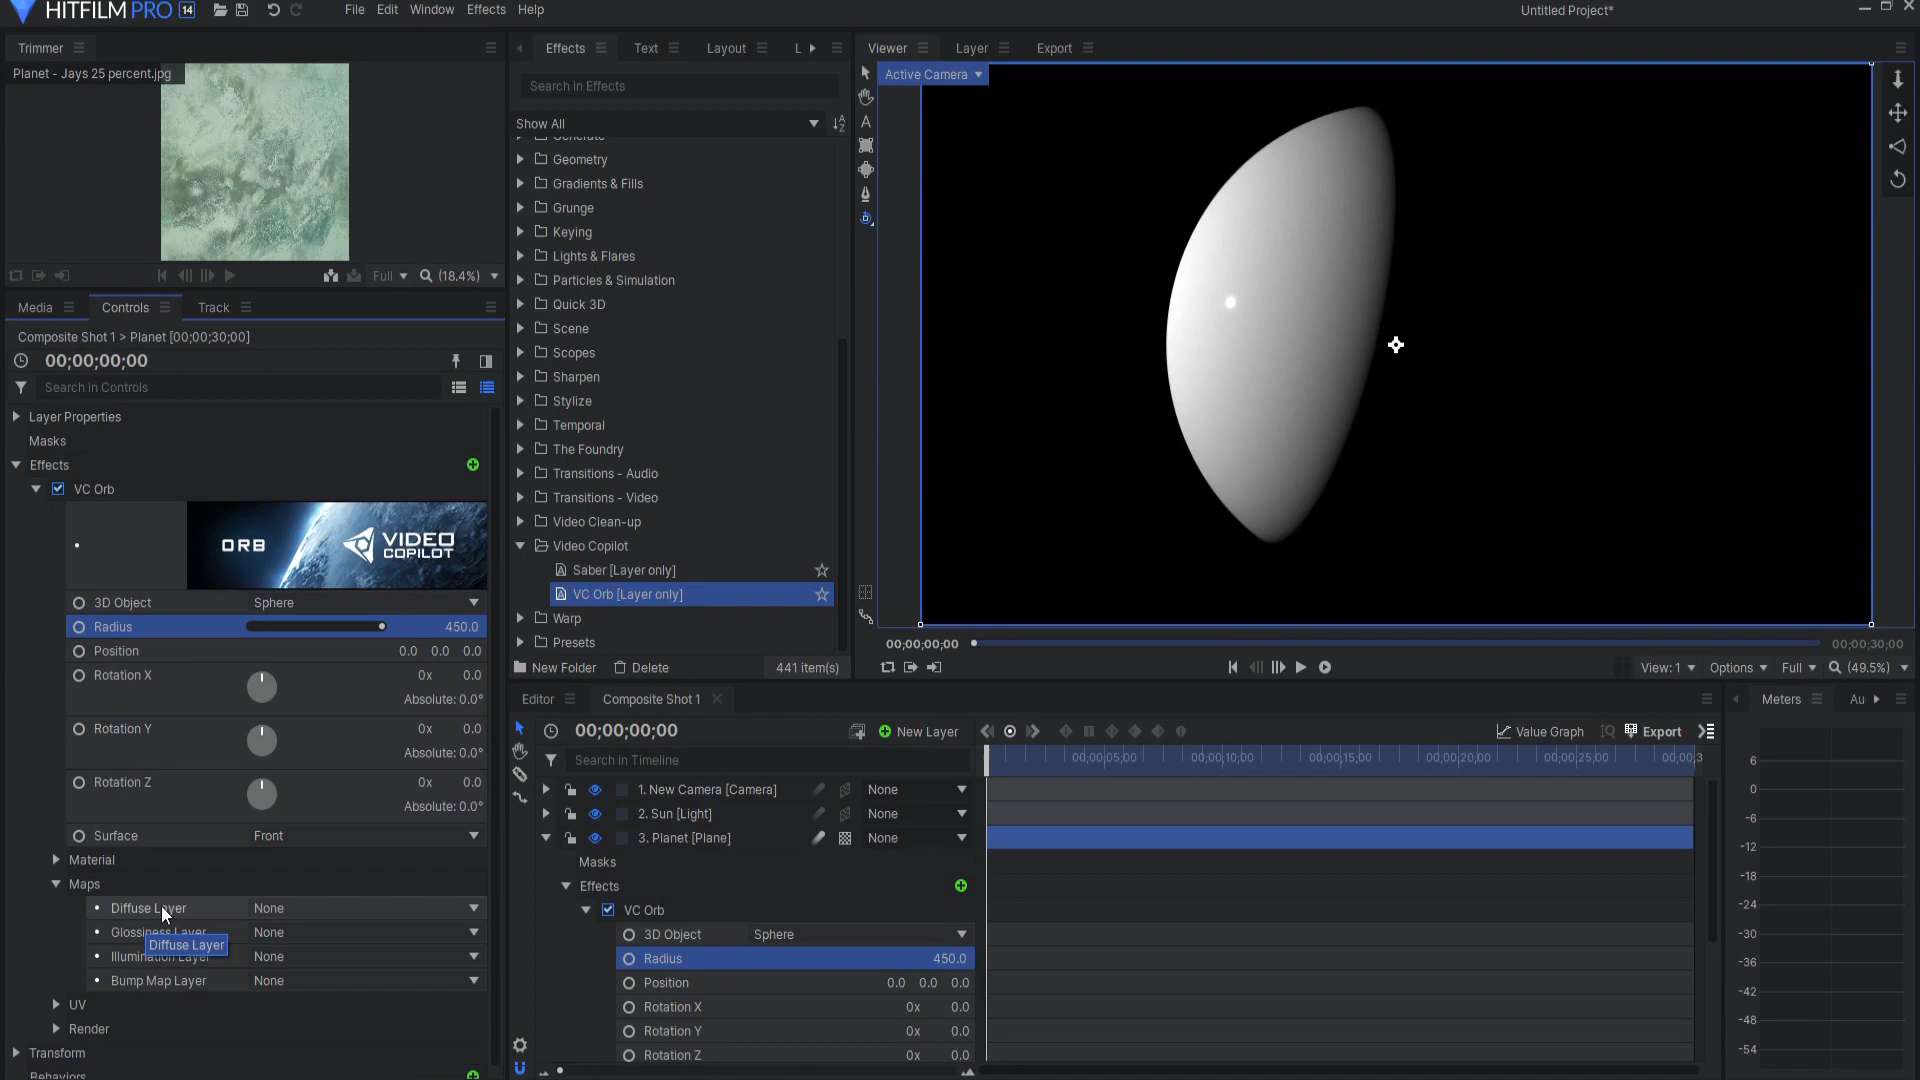 HITFILM PRO 14
File Edit Window Effects Help
Untitled Project*
Trimmer
Planet - Jays 25 percent.jpg
Full (18.4%)
Media Controls Track
Composite Shot 1 > Planet [00;00;30;00]
00;00;00;00
Search in Controls
Layer Properties
Masks
Effects
VC Orb
ORB VIDEO COPILOT
3D Object Sphere
Radius 450.0
Position 0.0 0.0 0.0
Rotation X 0x 0.0
Absolute: 0.0°
Rotation Y 0x 0.0
Absolute: 0.0°
Rotation Z 0x 0.0
Absolute: 0.0°
Surface Front
Material
Maps
Diffuse Layer None
Glossiness Layer None
Diffuse Layer
Illumination Layer None
Bump Map Layer None
UV
Render
Transform
Behaviors
Effects Text Layout L
Search in Effects
Show All
Generate
Geometry
Gradients & Fills
Grunge
Keying
Lights & Flares
Particles & Simulation
Quick 3D
Scene
Scopes
Sharpen
Stylize
Temporal
The Foundry
Transitions - Audio
Transitions - Video
Video Clean-up
Video Copilot
Saber [Layer only]
VC Orb [Layer only]
Warp
Presets
New Folder Delete 441 item(s)
Viewer Layer Export
Active Camera
00;00;00;00 00;00;30;00
View: 1 Options Full (49.5%)
Editor Composite Shot 1
00;00;00;00 New Layer
Value Graph Export
Search in Timeline
00;00;05;00 00;00;10;00 00;00;15;00 00;00;20;00 00;00;25;00 00;00;3
1. New Camera [Camera] None
2. Sun [Light] None
3. Planet [Plane] None
Masks
Effects
VC Orb
3D Object Sphere
Radius 450.0
Position 0.0 0.0 0.0
Rotation X 0x 0.0
Rotation Y 0x 0.0
Rotation Z 0x 0.0
Meters Au
6
0
-6
-12
-18
-24
-30
-36
-42
-48
-54